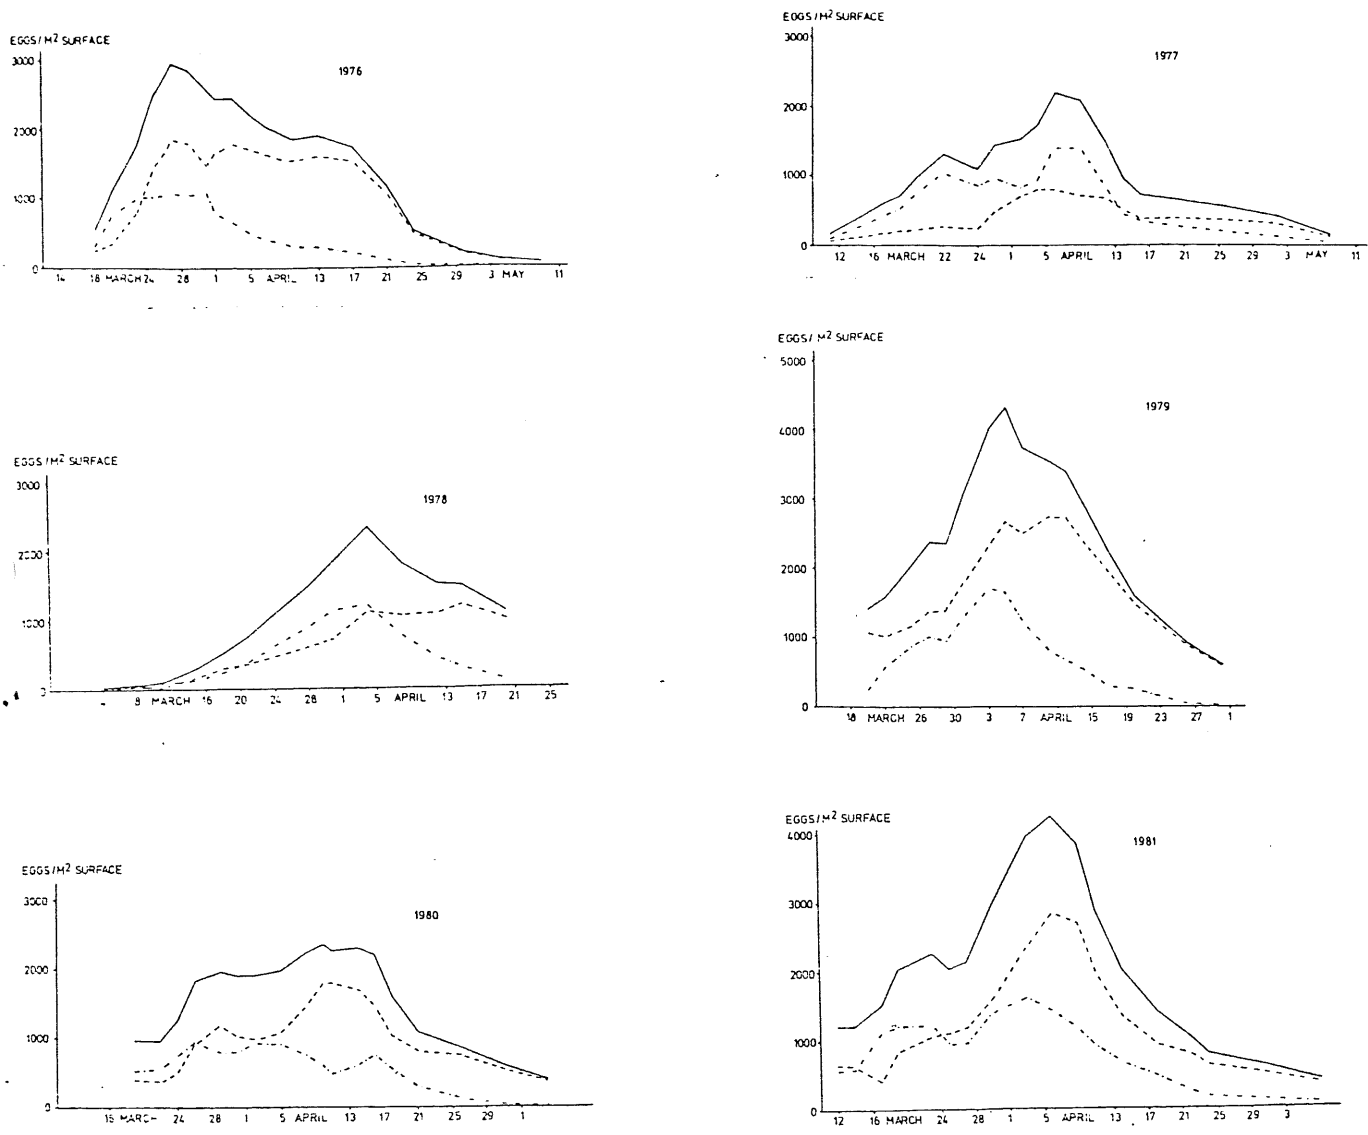 EGGS/M² SURFACE
1976
3000
2000
1000
0
14 18 MARCH 24 28 1 5 APRIL 13 17 21 25 29 3 MAY 11
EGGS/M² SURFACE
1977
3000
2000
1000
0
12 16 MARCH 22 24 28 1 5 APRIL 13 17 21 25 29 3 MAY 11
EGGS/M² SURFACE
1978
3000
2000
1000
8 MARCH 16 20 24 28 1 5 APRIL 13 17 21 25
EGGS/M² SURFACE
5000
1979
4000
3000
2000
1000
0
18 MARCH 26 30 3 7 APRIL 15 19 23 27 1
EGGS/M² SURFACE
3000
1980
2000
1000
0
16 MARCH 24 28 1 5 APRIL 13 17 21 25 29 1
EGGS/M² SURFACE
4000
1981
3000
2000
1000
0
12 16 MARCH 24 28 1 5 APRIL 13 17 21 25 29 3